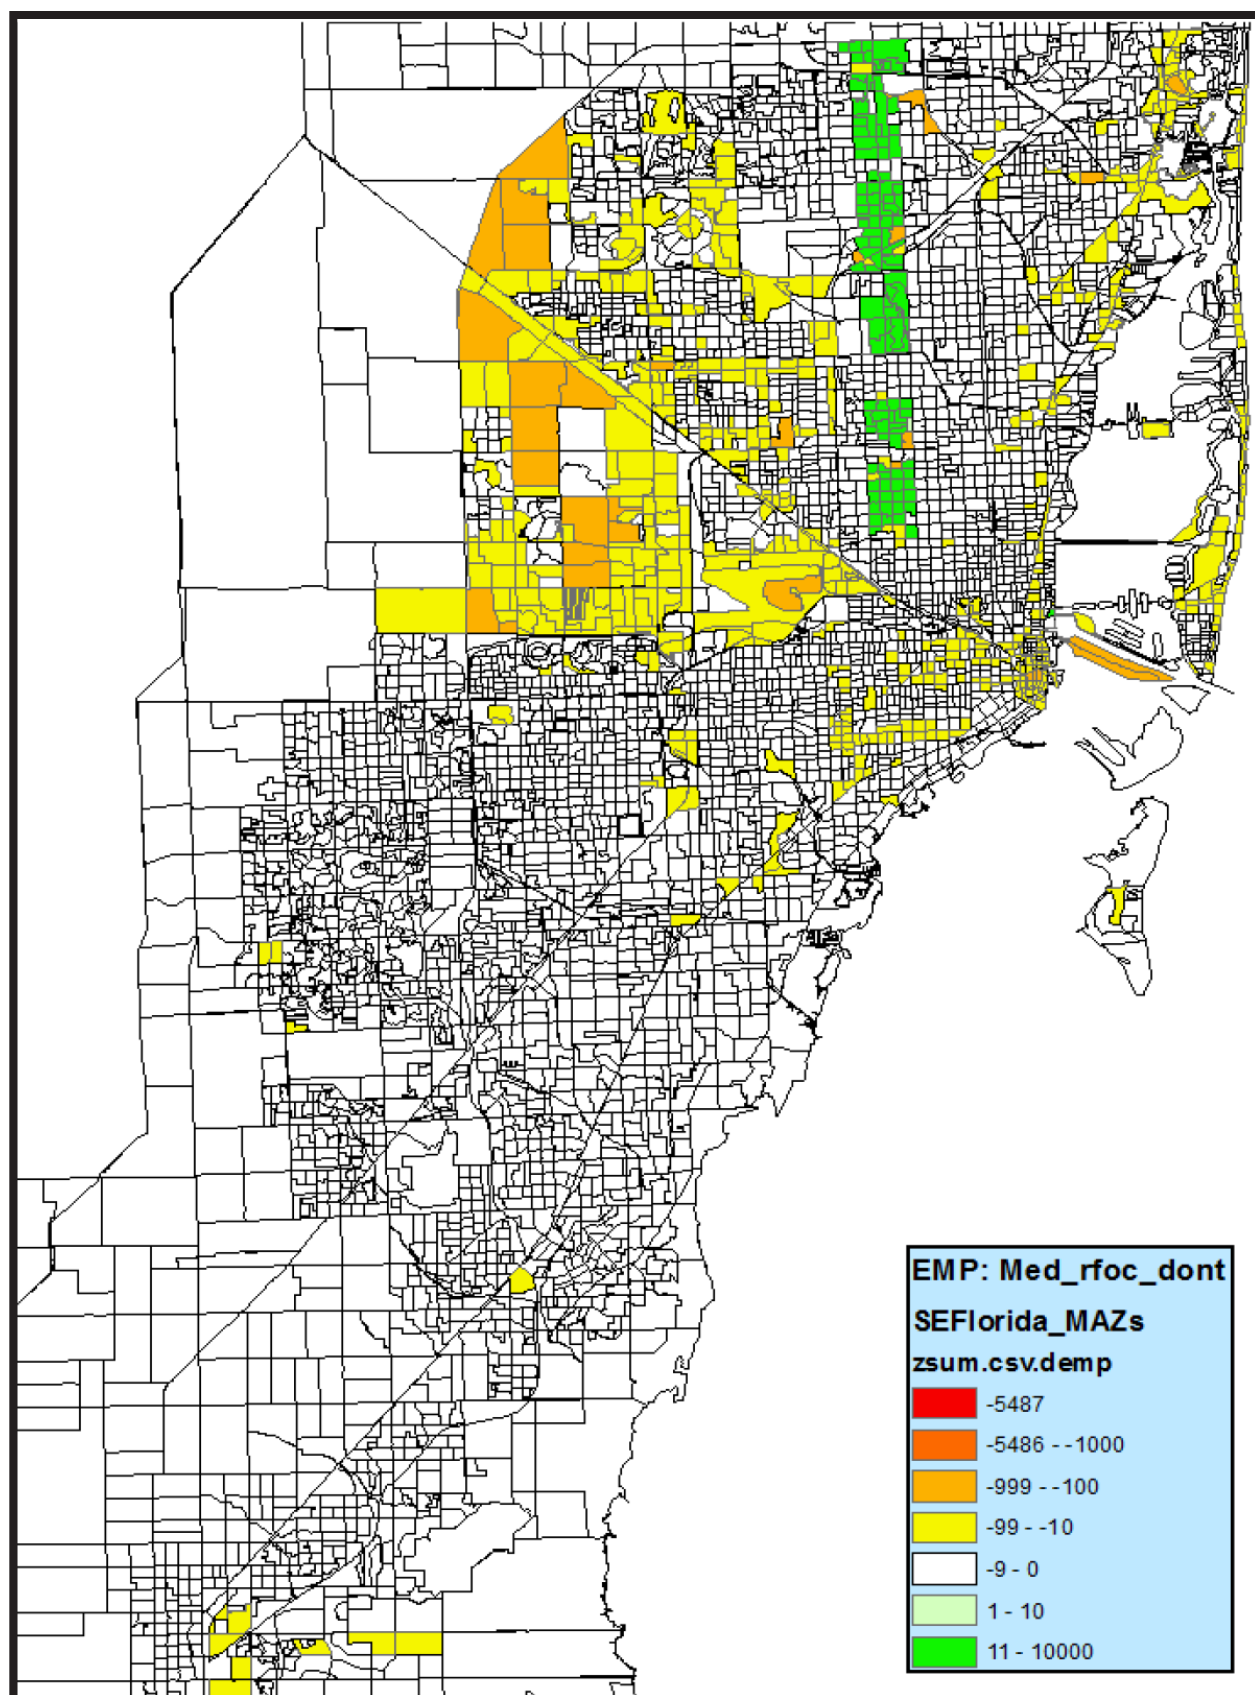 EMP: Med_rfoc_dont
SEFlorida_MAZs
zsum.csv.demp
-5487
-5486 - -1000
-999 - -100
-99 - -10
-9 - 0
1 - 10
11 - 10000